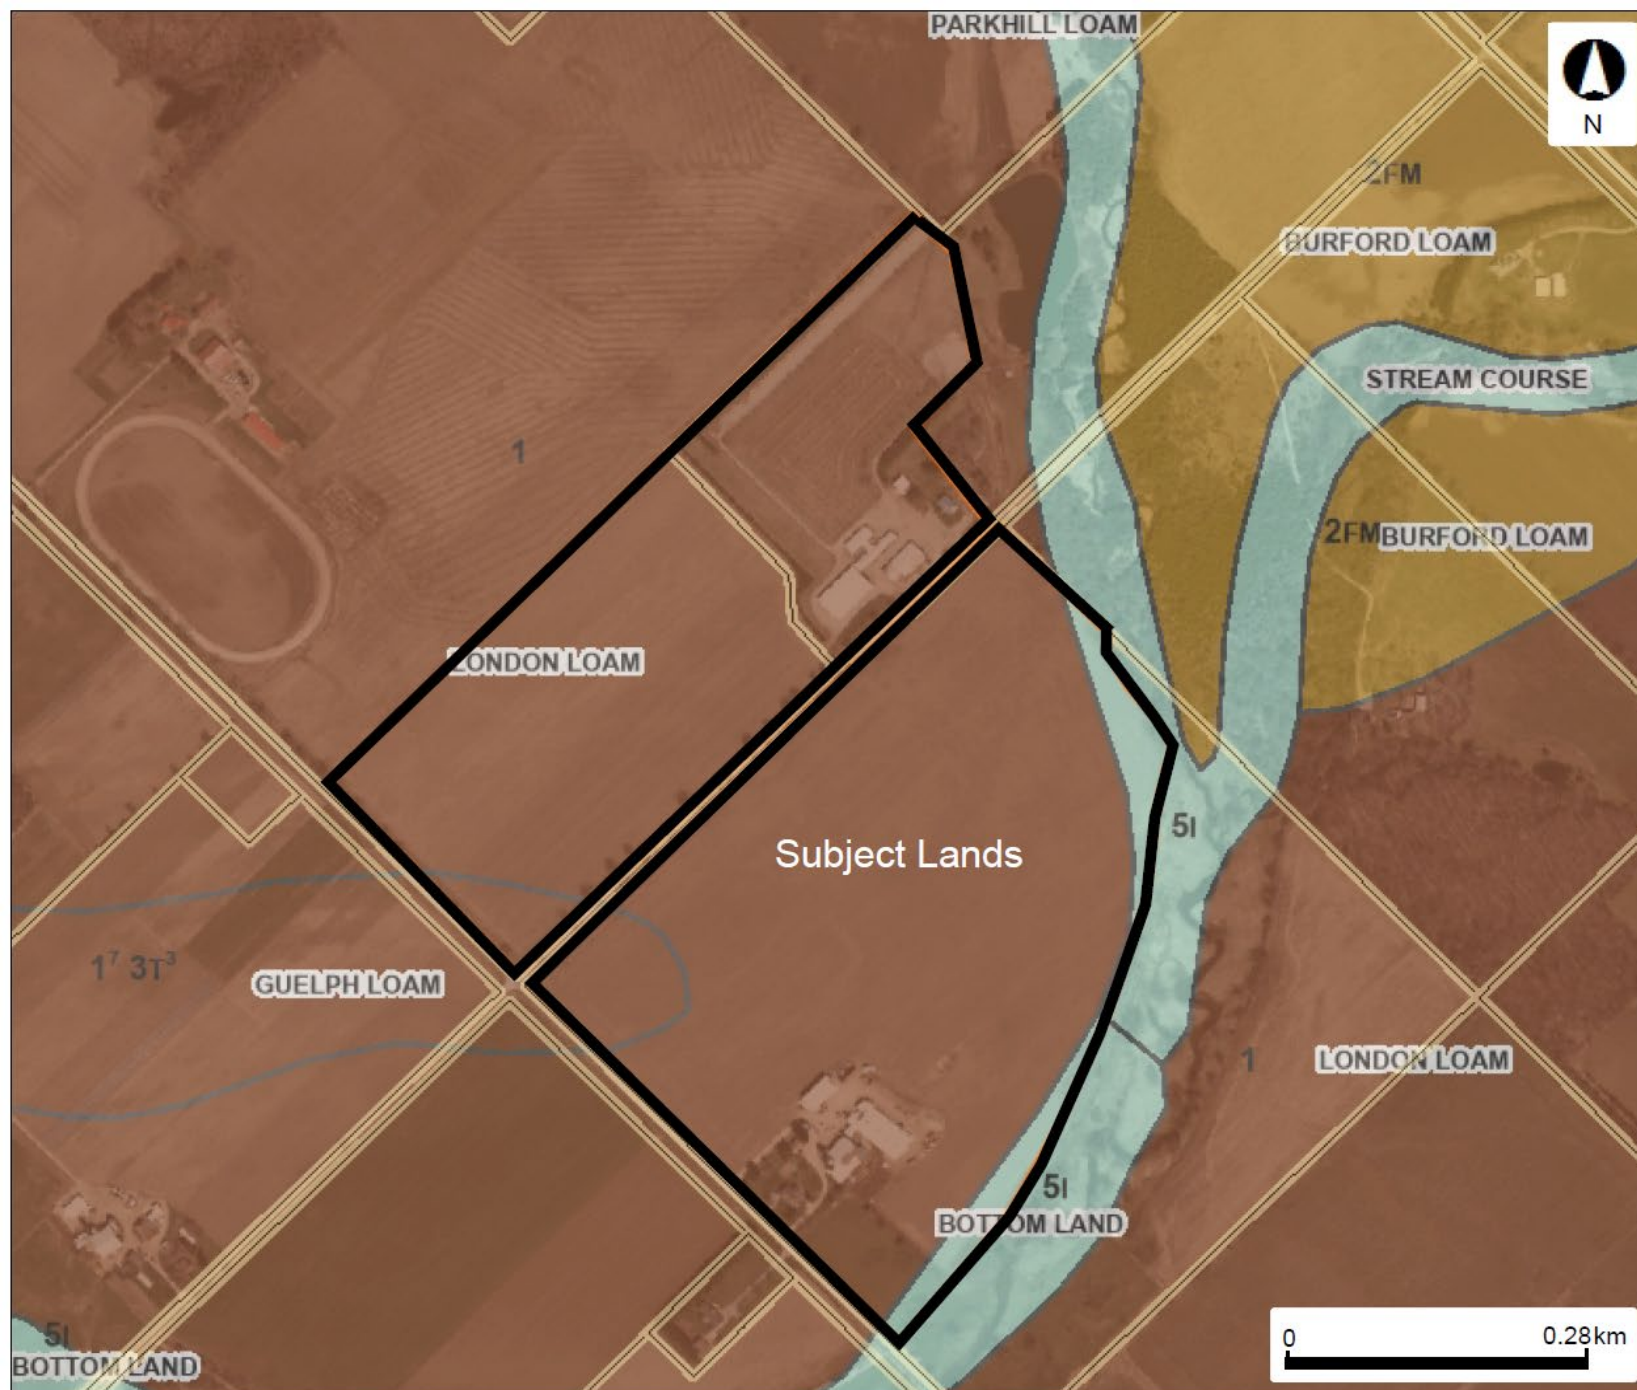 PARKHILL LOAM
N
2FM
BURFORD LOAM
STREAM COURSE
1
2FM BURFORD LOAM
LONDON LOAM
5I
Subject Lands
1⁷ 3T³
GUELPH LOAM
1
LONDON LOAM
5I
BOTTOM LAND
5I
BOTTOM LAND
0 0.28km